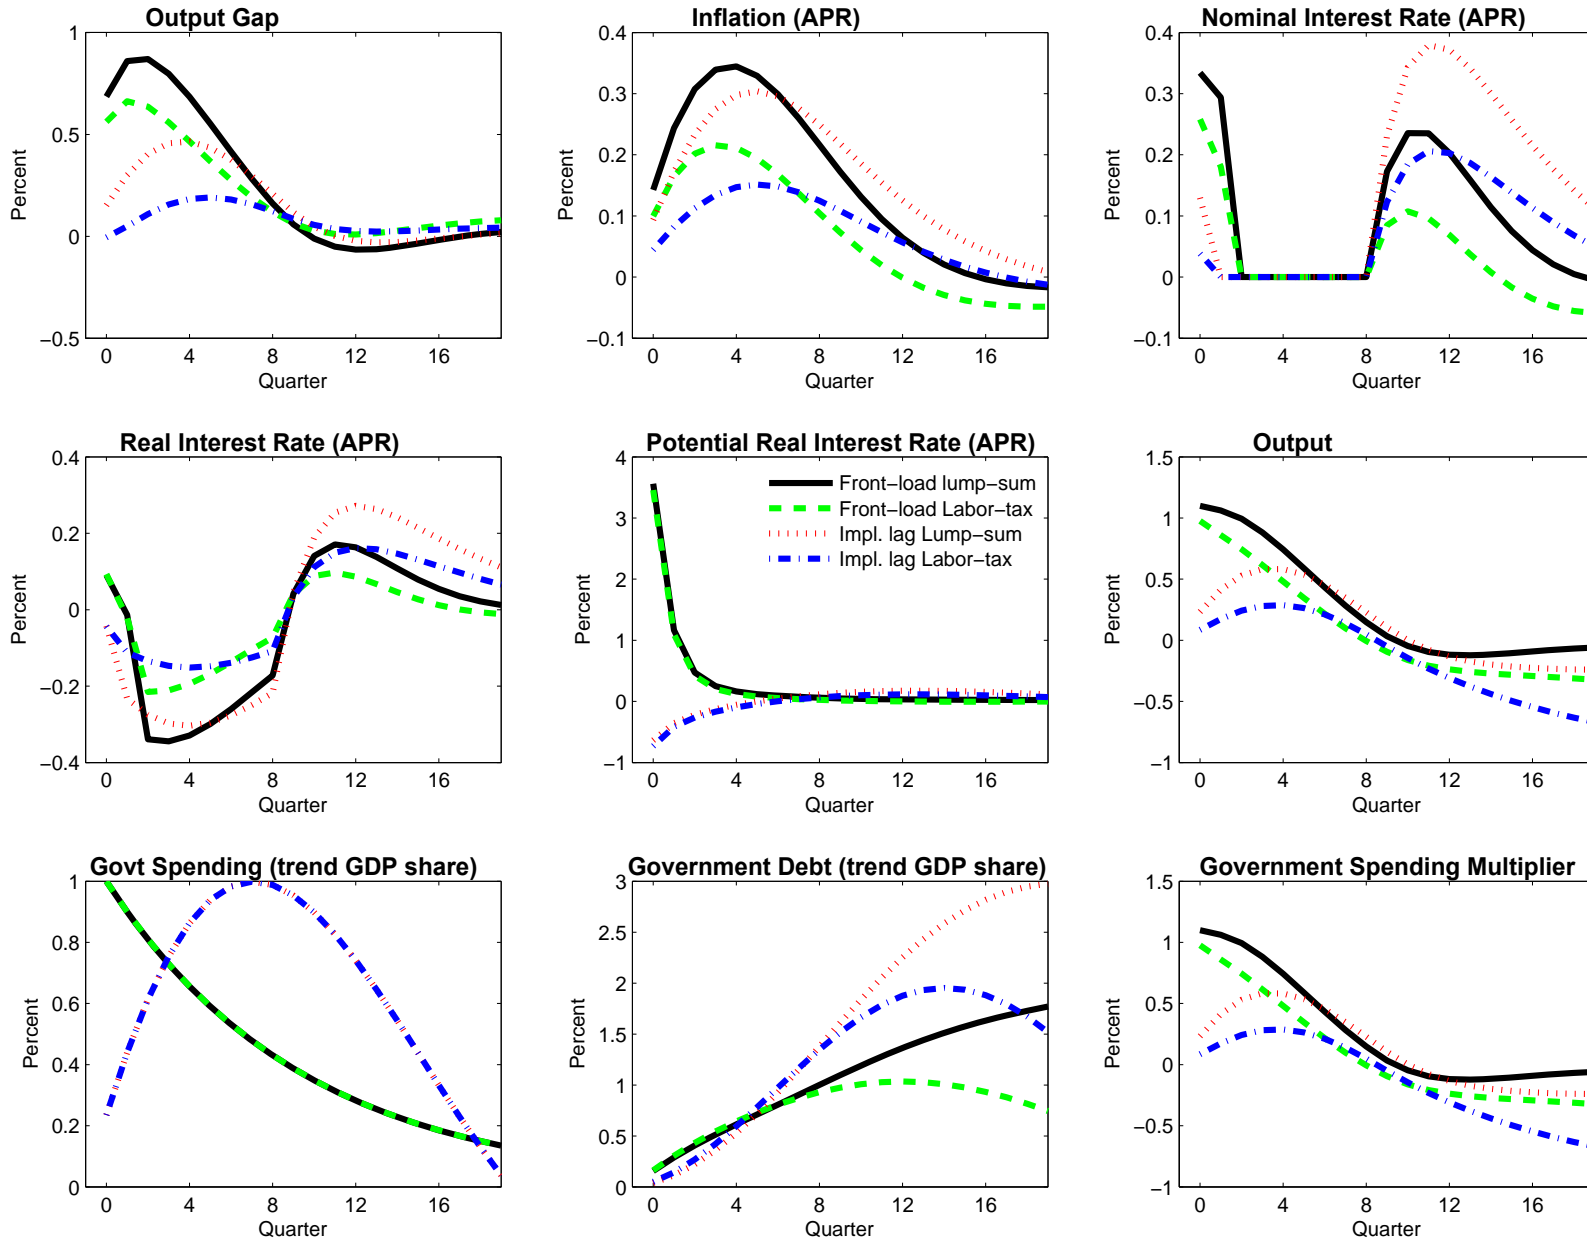 Output Gap
1
0.5
0
−0.5
Percent
0 4 8 12 16
Quarter
Inflation (APR)
0.4
0.3
0.2
0.1
0
−0.1
Percent
0 4 8 12 16
Quarter
Nominal Interest Rate (APR)
0.4
0.3
0.2
0.1
0
−0.1
Percent
0 4 8 12 16
Quarter
Real Interest Rate (APR)
0.4
0.2
0
−0.2
−0.4
Percent
0 4 8 12 16
Quarter
Potential Real Interest Rate (APR)
4
3
2
1
0
−1
Percent
Front−load lump−sum
Front−load Labor−tax
Impl. lag Lump−sum
Impl. lag Labor−tax
0 4 8 12 16
Quarter
Output
1.5
1
0.5
0
−0.5
−1
Percent
0 4 8 12 16
Quarter
Govt Spending (trend GDP share)
1
0.8
0.6
0.4
0.2
0
Percent
0 4 8 12 16
Quarter
Government Debt (trend GDP share)
3
2.5
2
1.5
1
0.5
0
Percent
0 4 8 12 16
Quarter
Government Spending Multiplier
1.5
1
0.5
0
−0.5
−1
Percent
0 4 8 12 16
Quarter